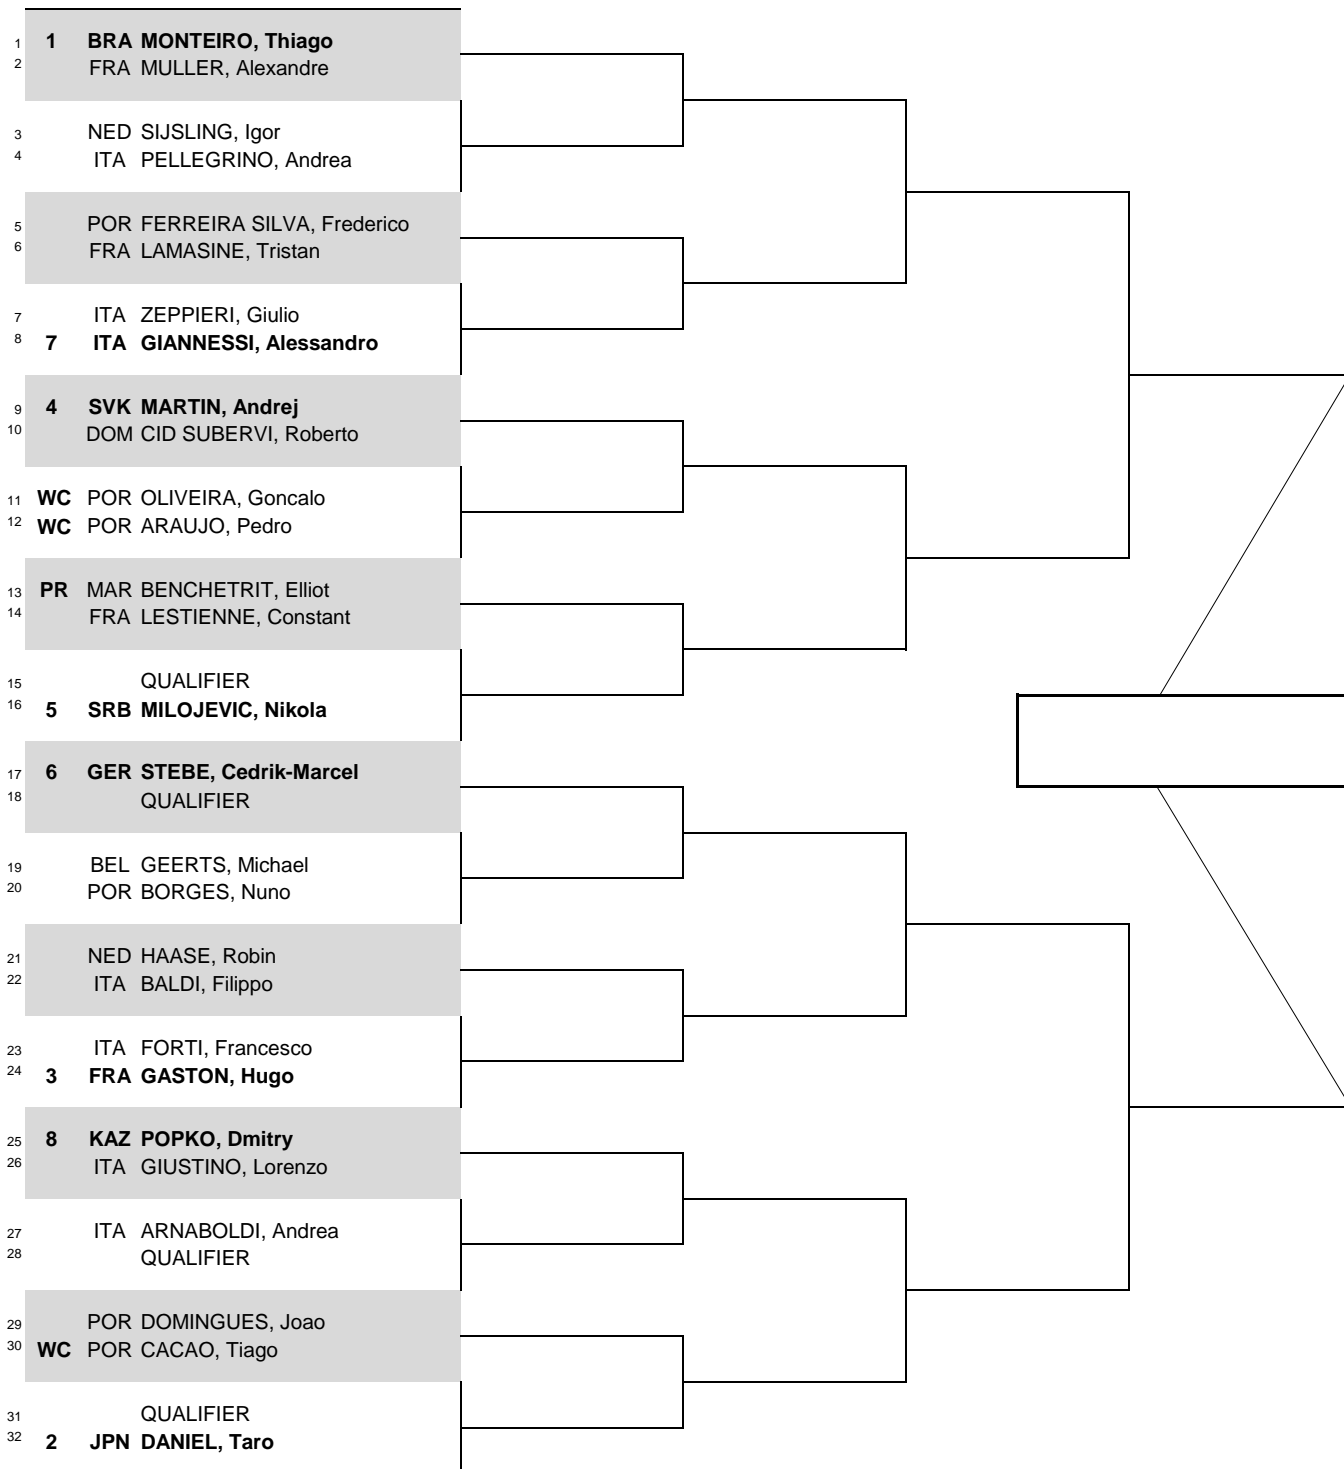 1 1 BRA MONTEIRO, Thiago
2 FRA MULLER, Alexandre
3 NED SIJSLING, Igor
4 ITA PELLEGRINO, Andrea
5 POR FERREIRA SILVA, Frederico
6 FRA LAMASINE, Tristan
7 ITA ZEPPIERI, Giulio
8 7 ITA GIANNESSI, Alessandro
9 4 SVK MARTIN, Andrej
10 DOM CID SUBERVI, Roberto
11 WC POR OLIVEIRA, Goncalo
12 WC POR ARAUJO, Pedro
13 PR MAR BENCHETRIT, Elliot
14 FRA LESTIENNE, Constant
15 QUALIFIER
16 5 SRB MILOJEVIC, Nikola
17 6 GER STEBE, Cedrik-Marcel
18 QUALIFIER
19 BEL GEERTS, Michael
20 POR BORGES, Nuno
21 NED HAASE, Robin
22 ITA BALDI, Filippo
23 ITA FORTI, Francesco
24 3 FRA GASTON, Hugo
25 8 KAZ POPKO, Dmitry
26 ITA GIUSTINO, Lorenzo
27 ITA ARNABOLDI, Andrea
28 QUALIFIER
29 POR DOMINGUES, Joao
30 WC POR CACAO, Tiago
31 QUALIFIER
32 2 JPN DANIEL, Taro